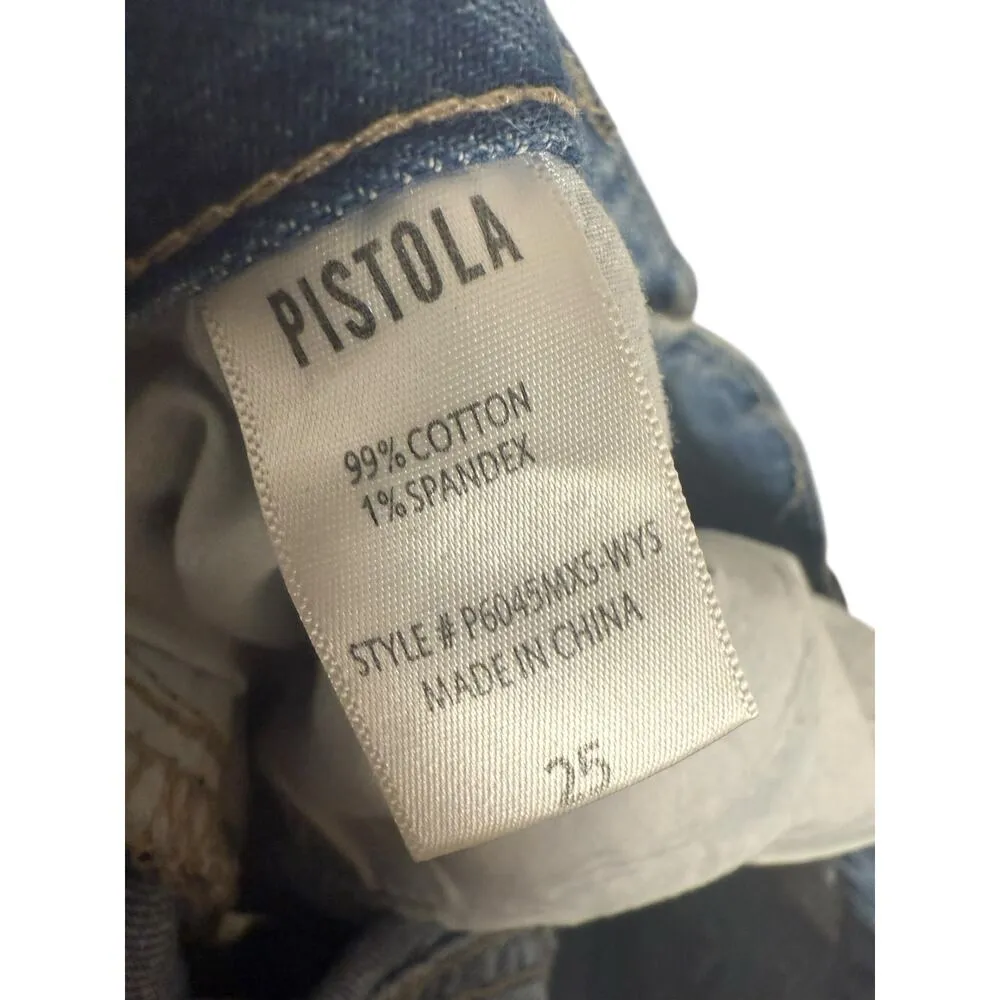 PISTOLA
99% COTTON
1% SPANDEX
STYLE # P6045MXS-WYS
MADE IN CHINA
25